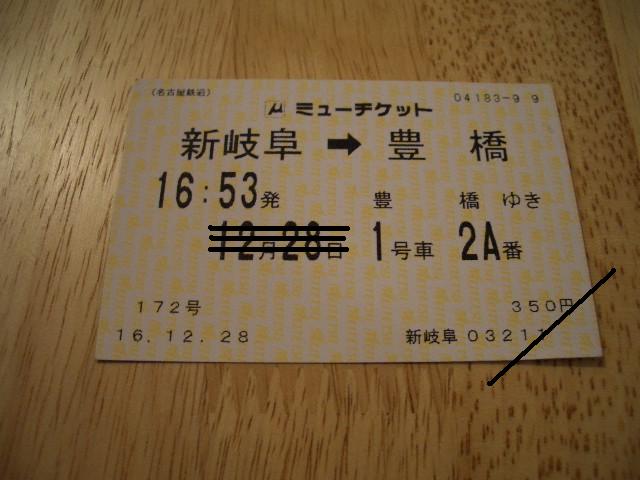 (名古屋鉄道)
04183-9 9
μ ミューチケット
新岐阜 ➡ 豊橋
16:53発 豊橋ゆき
12月28日 1号車 2A番
172号 350円
16.12.28 新岐阜 03211